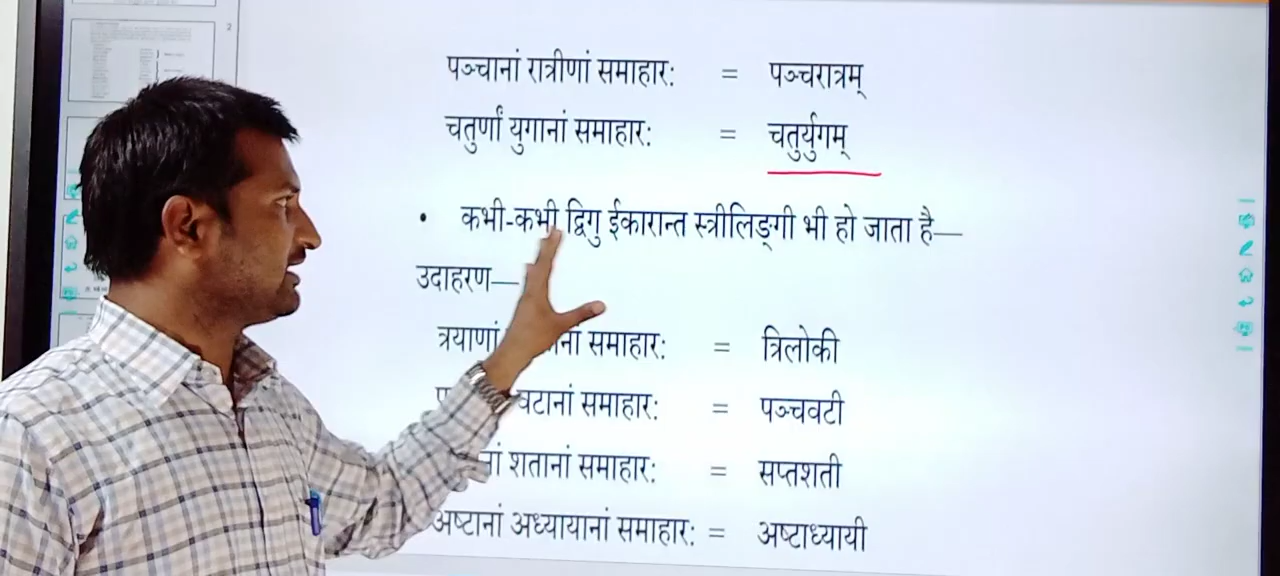 पञ्चानां रात्रीणां समाहार: = पञ्चरात्रम्
चतुर्णां युगानां समाहार: = चतुर्युगम्
• कभी-कभी द्विगु ईकारान्त स्त्रीलिङ्गी भी हो जाता है—
उदाहरण—
त्रयाणां समाहार: = त्रिलोकी
वटानां समाहार: = पञ्चवटी
शतानां समाहार: = सप्तशती
अष्टानां अध्यायानां समाहार: = अष्टाध्यायी
2